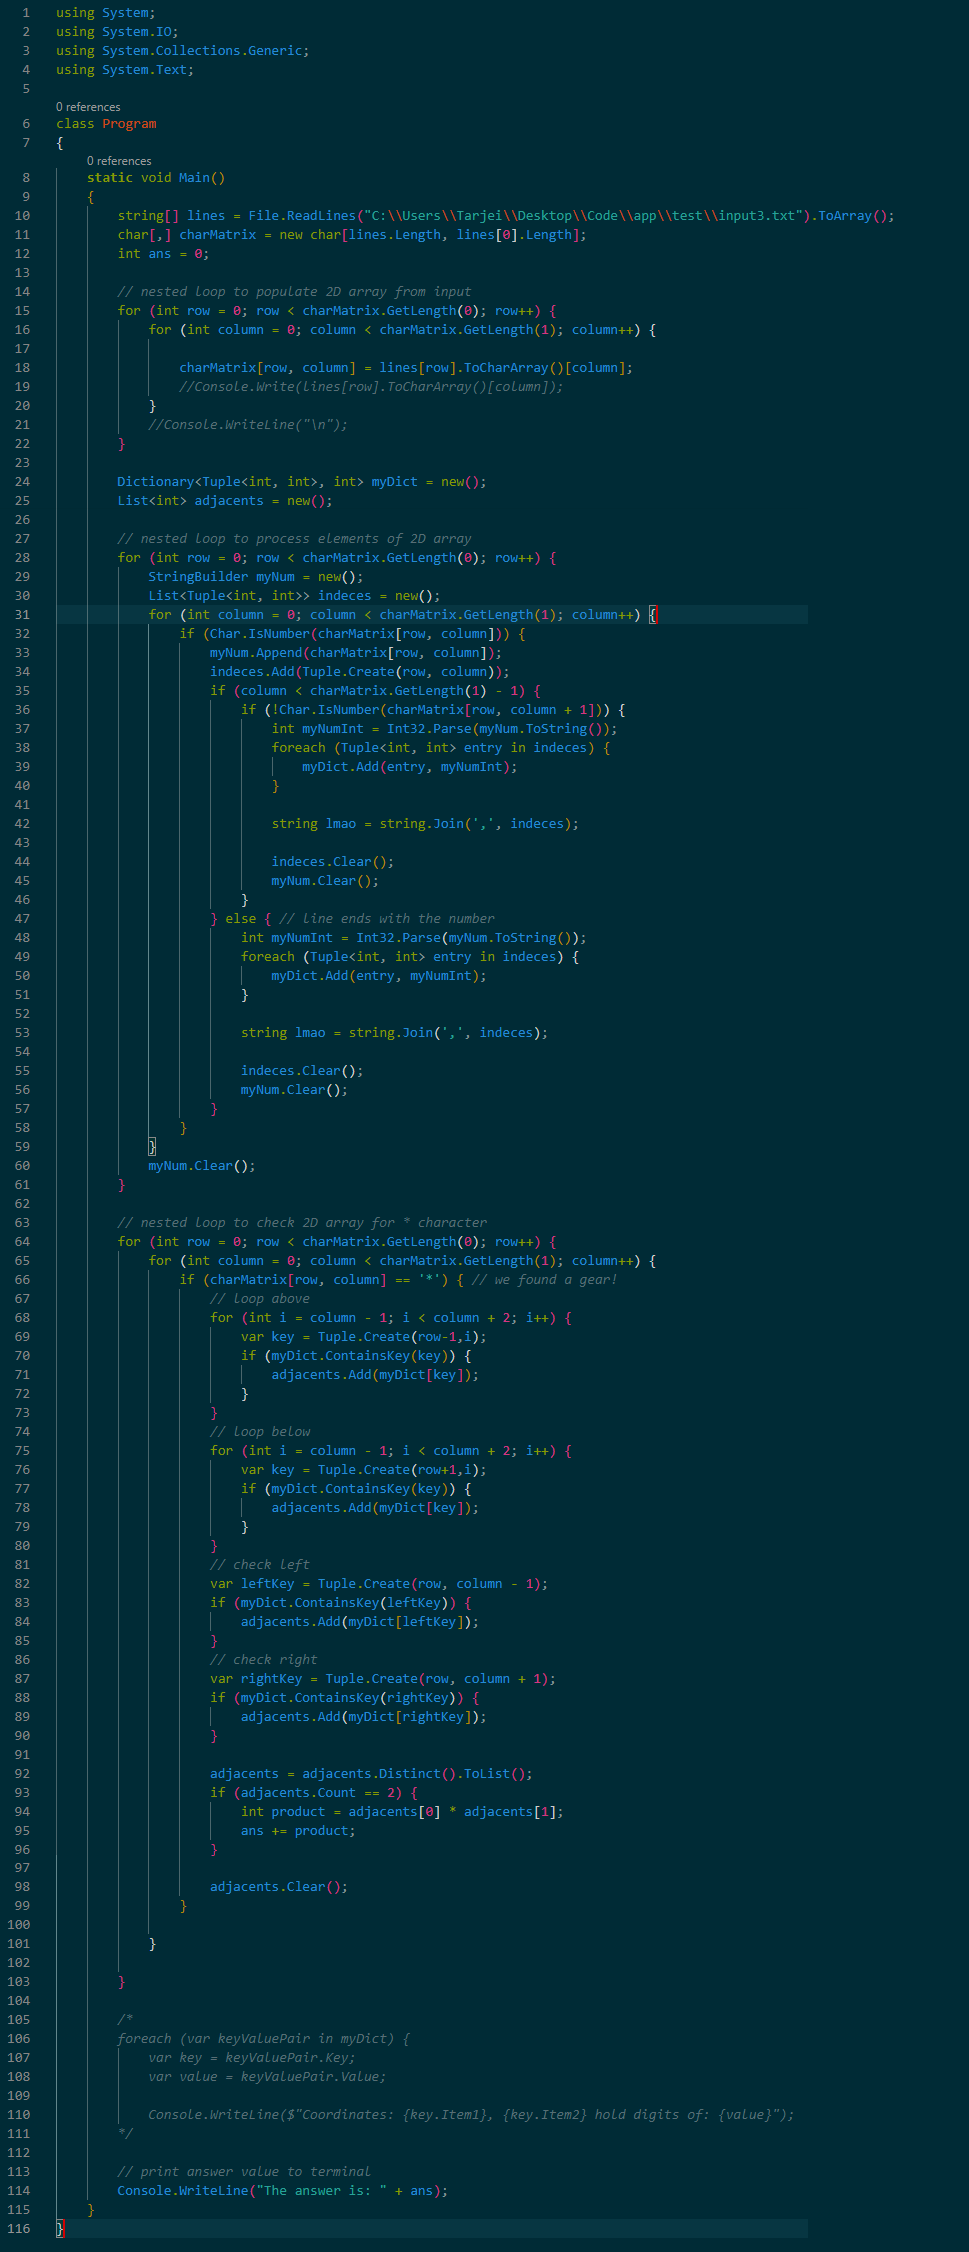 1 using System;
2 using System.IO;
3 using System.Collections.Generic;
4 using System.Text;
5
0 references
6 class Program
7 {
0 references
8 static void Main()
9 {
10 string[] lines = File.ReadLines("C:\\Users\\Tarjei\\Desktop\\Code\\app\\test\\input3.txt").ToArray();
11 char[,] charMatrix = new char[lines.Length, lines[0].Length];
12 int ans = 0;
13
14 // nested loop to populate 2D array from input
15 for (int row = 0; row < charMatrix.GetLength(0); row++) {
16 for (int column = 0; column < charMatrix.GetLength(1); column++) {
17
18 charMatrix[row, column] = lines[row].ToCharArray()[column];
19 //Console.Write(lines[row].ToCharArray()[column]);
20 }
21 //Console.WriteLine("\n");
22 }
23
24 Dictionary<Tuple<int, int>, int> myDict = new();
25 List<int> adjacents = new();
26
27 // nested loop to process elements of 2D array
28 for (int row = 0; row < charMatrix.GetLength(0); row++) {
29 StringBuilder myNum = new();
30 List<Tuple<int, int>> indeces = new();
31 for (int column = 0; column < charMatrix.GetLength(1); column++) {
32 if (Char.IsNumber(charMatrix[row, column])) {
33 myNum.Append(charMatrix[row, column]);
34 indeces.Add(Tuple.Create(row, column));
35 if (column < charMatrix.GetLength(1) - 1) {
36 if (!Char.IsNumber(charMatrix[row, column + 1])) {
37 int myNumInt = Int32.Parse(myNum.ToString());
38 foreach (Tuple<int, int> entry in indeces) {
39 myDict.Add(entry, myNumInt);
40 }
41
42 string lmao = string.Join(',', indeces);
43
44 indeces.Clear();
45 myNum.Clear();
46 }
47 } else { // line ends with the number
48 int myNumInt = Int32.Parse(myNum.ToString());
49 foreach (Tuple<int, int> entry in indeces) {
50 myDict.Add(entry, myNumInt);
51 }
52
53 string lmao = string.Join(',', indeces);
54
55 indeces.Clear();
56 myNum.Clear();
57 }
58 }
59 }
60 myNum.Clear();
61 }
62
63 // nested loop to check 2D array for * character
64 for (int row = 0; row < charMatrix.GetLength(0); row++) {
65 for (int column = 0; column < charMatrix.GetLength(1); column++) {
66 if (charMatrix[row, column] == '*') { // we found a gear!
67 // loop above
68 for (int i = column - 1; i < column + 2; i++) {
69 var key = Tuple.Create(row-1,i);
70 if (myDict.ContainsKey(key)) {
71 adjacents.Add(myDict[key]);
72 }
73 }
74 // loop below
75 for (int i = column - 1; i < column + 2; i++) {
76 var key = Tuple.Create(row+1,i);
77 if (myDict.ContainsKey(key)) {
78 adjacents.Add(myDict[key]);
79 }
80 }
81 // check left
82 var leftKey = Tuple.Create(row, column - 1);
83 if (myDict.ContainsKey(leftKey)) {
84 adjacents.Add(myDict[leftKey]);
85 }
86 // check right
87 var rightKey = Tuple.Create(row, column + 1);
88 if (myDict.ContainsKey(rightKey)) {
89 adjacents.Add(myDict[rightKey]);
90 }
91
92 adjacents = adjacents.Distinct().ToList();
93 if (adjacents.Count == 2) {
94 int product = adjacents[0] * adjacents[1];
95 ans += product;
96 }
97
98 adjacents.Clear();
99 }
100
101 }
102
103 }
104
105 /*
106 foreach (var keyValuePair in myDict) {
107 var key = keyValuePair.Key;
108 var value = keyValuePair.Value;
109
110 Console.WriteLine($"Coordinates: {key.Item1}, {key.Item2} hold digits of: {value}");
111 */
112
113 // print answer value to terminal
114 Console.WriteLine("The answer is: " + ans);
115 }
116 }